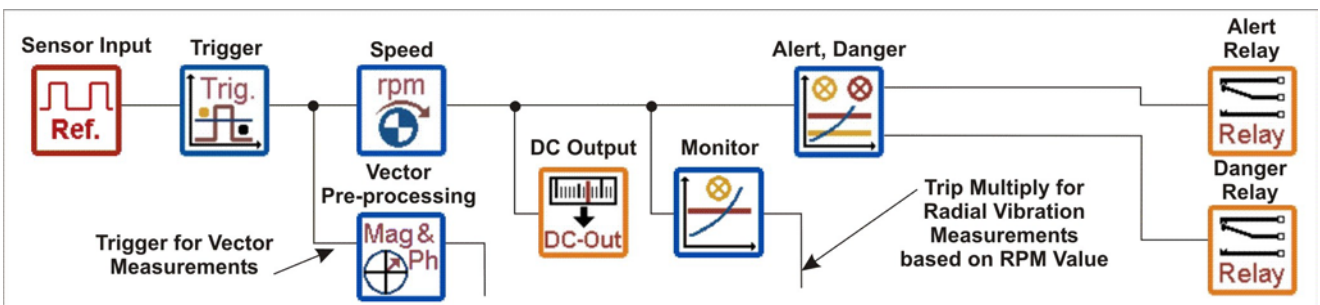 Sensor Input
Ref.
Trigger
Trig.
Speed
rpm
Vector
Pre-processing
Mag &
Ph
Trigger for Vector
Measurements
DC Output
DC-Out
Monitor
Alert, Danger
Trip Multiply for
Radial Vibration
Measurements
based on RPM Value
Alert
Relay
Relay
Danger
Relay
Relay